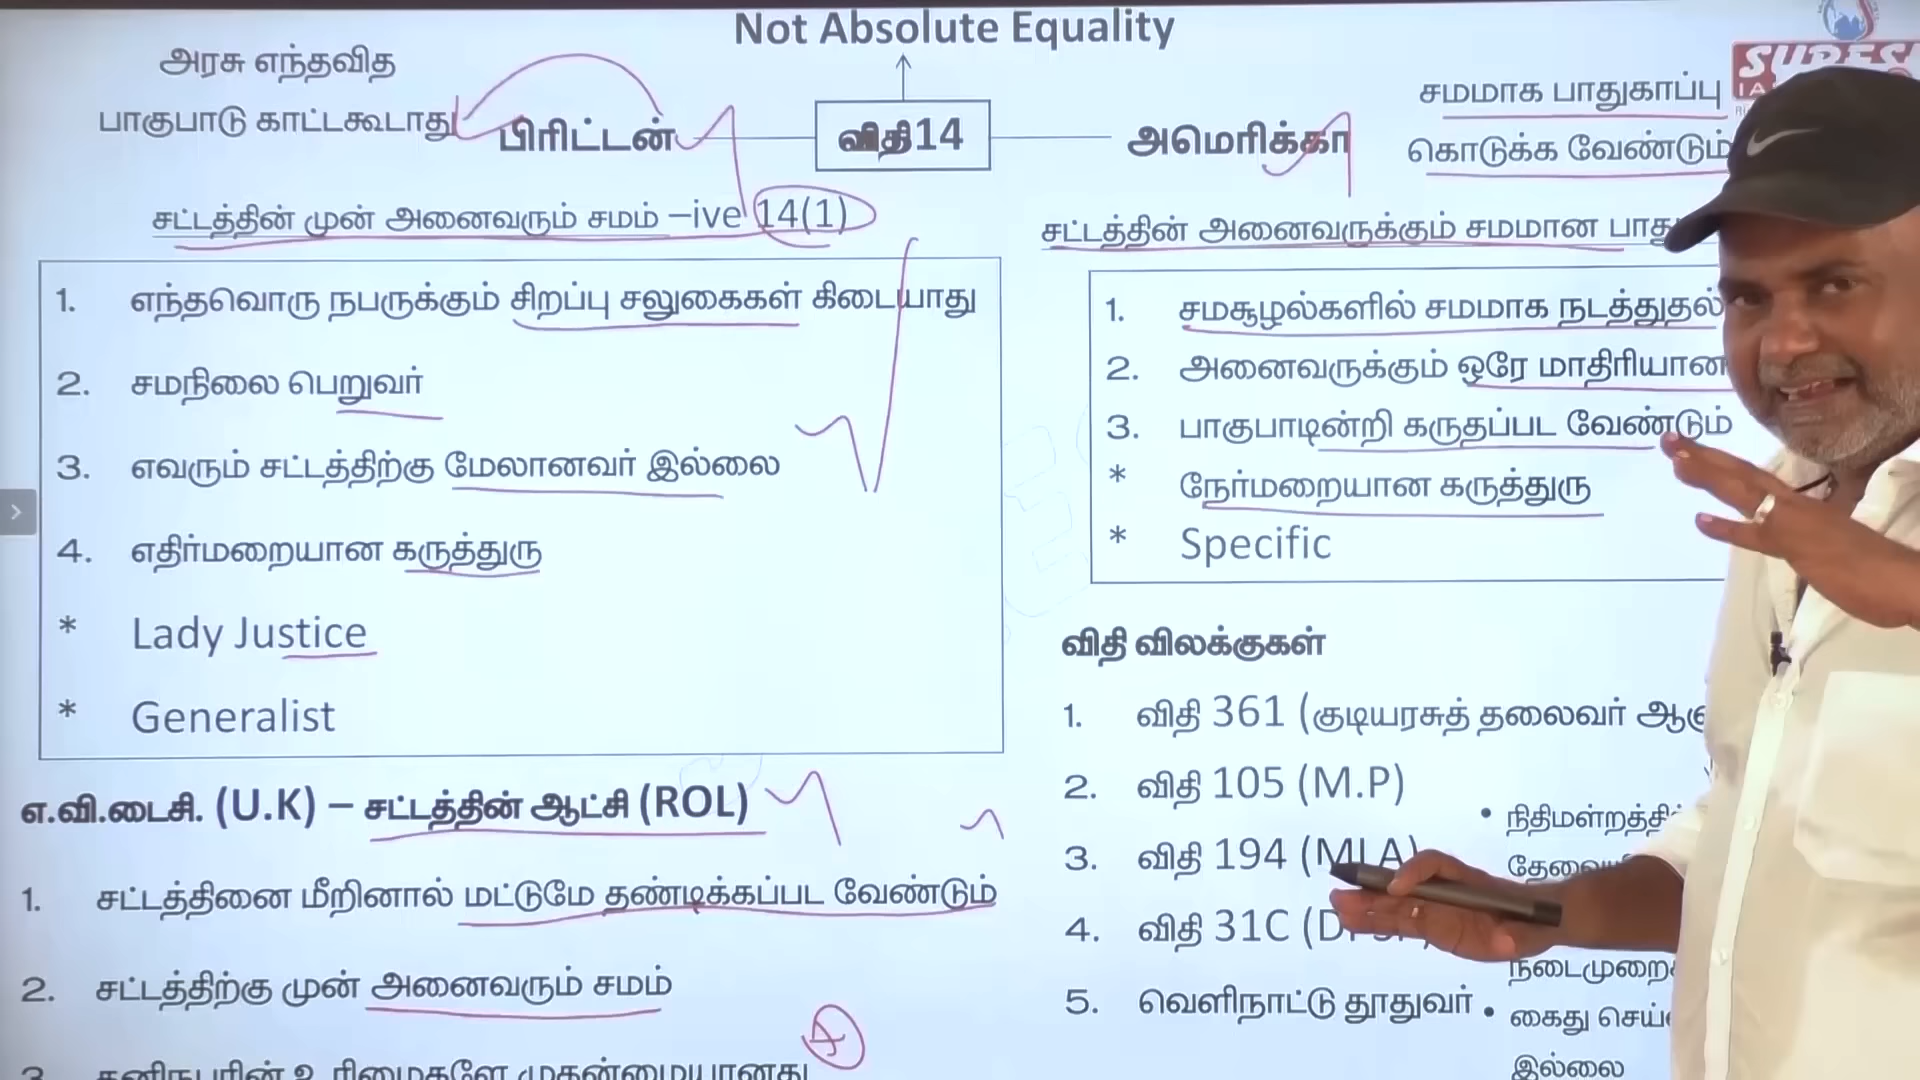 Not Absolute Equality
அரசு எந்தவித
பாகுபாடு காட்டகூடாது
பிரிட்டன்
விதி14
அமெரிக்கா
சமமாக பாதுகாப்பு
கொடுக்க வேண்டும்
சட்டத்தின் முன் அனைவரும் சமம் –ive 14(1)
1. எந்தவொரு நபருக்கும் சிறப்பு சலுகைகள் கிடையாது
2. சமநிலை பெறுவர்
3. எவரும் சட்டத்திற்கு மேலானவர் இல்லை
4. எதிர்மறையான கருத்துரு
* Lady Justice
* Generalist
எ.வி.டைசி. (U.K) – சட்டத்தின் ஆட்சி (ROL)
1. சட்டத்தினை மீறினால் மட்டுமே தண்டிக்கப்பட வேண்டும்
2. சட்டத்திற்கு முன் அனைவரும் சமம்
சட்டத்தின் அனைவருக்கும் சமமான
1. சமசூழல்களில் சமமாக நடத்துதல்
2. அனைவருக்கும் ஒரே மாதிரியான
3. பாகுபாடின்றி கருதப்பட வேண்டும்
* நேர்மறையான கருத்துரு
* Specific
விதி விலக்குகள்
1. விதி 361 (குடியரசுத் தலைவர்
2. விதி 105 (M.P)
3. விதி 194 (MLA)
4. விதி 31C
5. வெளிநாட்டு தூதுவர்
• கைது
இல்லை